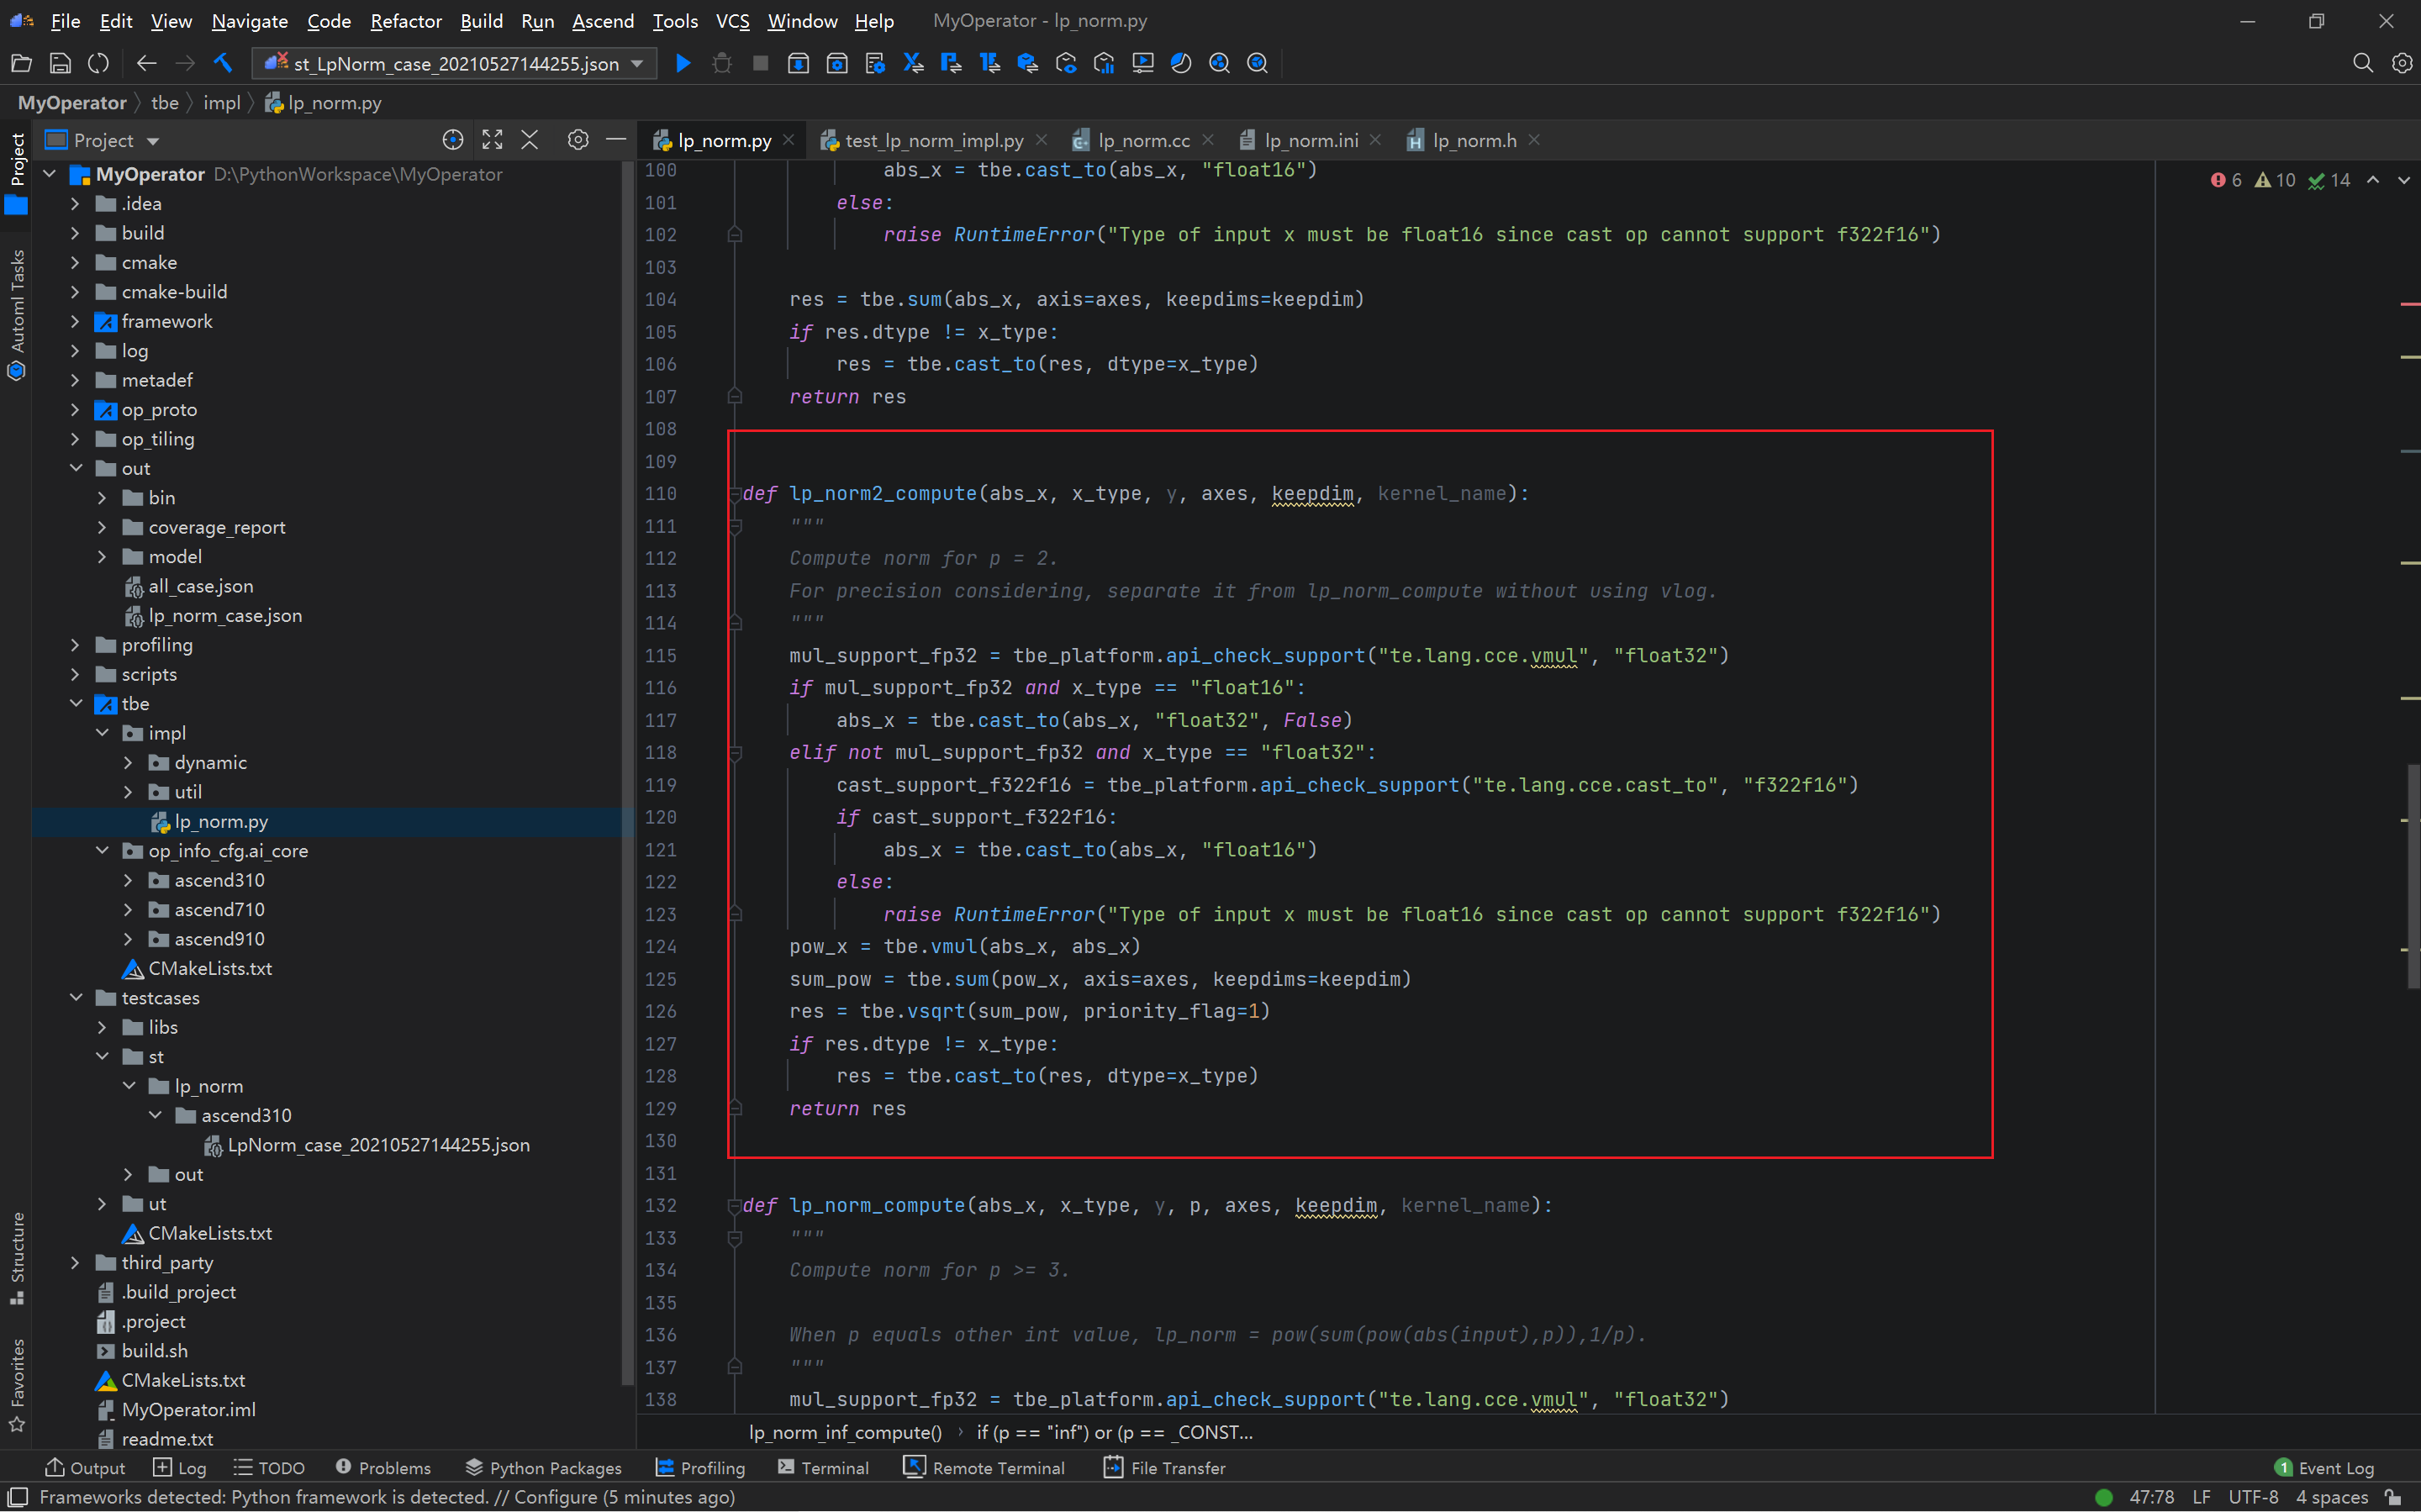 File Edit View Navigate Code Refactor Build Run Ascend Tools VCS Window Help MyOperator - lp_norm.py
st_LpNorm_case_20210527144255.json
MyOperator tbe impl lp_norm.py
Project
lp_norm.py test_lp_norm_impl.py lp_norm.cc lp_norm.ini lp_norm.h
Project
Automl Tasks
Structure
Favorites
MyOperator D:\PythonWorkspace\MyOperator
.idea
build
cmake
cmake-build
framework
log
metadef
op_proto
op_tiling
out
bin
coverage_report
model
all_case.json
lp_norm_case.json
profiling
scripts
tbe
impl
dynamic
util
lp_norm.py
op_info_cfg.ai_core
ascend310
ascend710
ascend910
CMakeLists.txt
testcases
libs
st
lp_norm
ascend310
LpNorm_case_20210527144255.json
out
ut
CMakeLists.txt
third_party
.build_project
.project
build.sh
CMakeLists.txt
MyOperator.iml
readme.txt
6 10 14
100 abs_x = tbe.cast_to(abs_x, "float16")
101 else:
102 raise RuntimeError("Type of input x must be float16 since cast op cannot support f322f16")
103
104 res = tbe.sum(abs_x, axis=axes, keepdims=keepdim)
105 if res.dtype != x_type:
106 res = tbe.cast_to(res, dtype=x_type)
107 return res
108
109
110 def lp_norm2_compute(abs_x, x_type, y, axes, keepdim, kernel_name):
111 """
112 Compute norm for p = 2.
113 For precision considering, separate it from lp_norm_compute without using vlog.
114 """
115 mul_support_fp32 = tbe_platform.api_check_support("te.lang.cce.vmul", "float32")
116 if mul_support_fp32 and x_type == "float16":
117 abs_x = tbe.cast_to(abs_x, "float32", False)
118 elif not mul_support_fp32 and x_type == "float32":
119 cast_support_f322f16 = tbe_platform.api_check_support("te.lang.cce.cast_to", "f322f16")
120 if cast_support_f322f16:
121 abs_x = tbe.cast_to(abs_x, "float16")
122 else:
123 raise RuntimeError("Type of input x must be float16 since cast op cannot support f322f16")
124 pow_x = tbe.vmul(abs_x, abs_x)
125 sum_pow = tbe.sum(pow_x, axis=axes, keepdims=keepdim)
126 res = tbe.vsqrt(sum_pow, priority_flag=1)
127 if res.dtype != x_type:
128 res = tbe.cast_to(res, dtype=x_type)
129 return res
130
131
132 def lp_norm_compute(abs_x, x_type, y, p, axes, keepdim, kernel_name):
133 """
134 Compute norm for p >= 3.
135
136 When p equals other int value, lp_norm = pow(sum(pow(abs(input),p)),1/p).
137 """
138 mul_support_fp32 = tbe_platform.api_check_support("te.lang.cce.vmul", "float32")
lp_norm_inf_compute() › if (p == "inf") or (p == _CONST...
Output Log TODO Problems Python Packages Profiling Terminal Remote Terminal File Transfer 1 Event Log
Frameworks detected: Python framework is detected. // Configure (5 minutes ago) 47:78 LF UTF-8 4 spaces